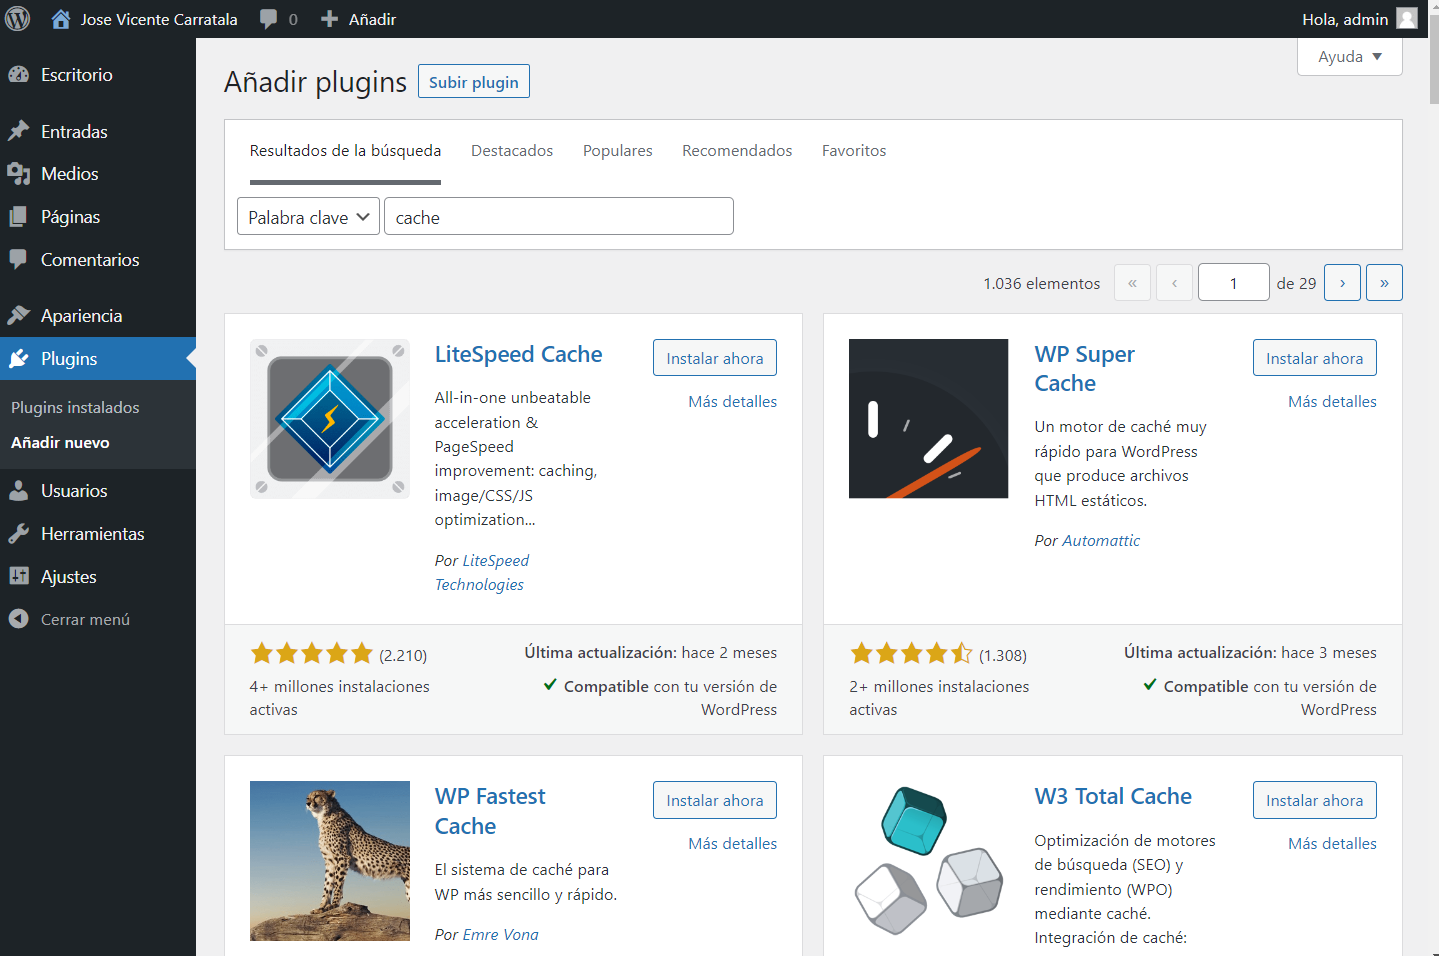 Jose Vicente Carratala
0
Añadir
Hola, admin
Escritorio
Entradas
Medios
Páginas
Comentarios
Apariencia
Plugins
Plugins instalados
Añadir nuevo
Usuarios
Herramientas
Ajustes
Cerrar menú
Ayuda
Añadir plugins
Subir plugin
Resultados de la búsqueda
Destacados
Populares
Recomendados
Favoritos
Palabra clave
cache
1.036 elementos
«
‹
1
de 29
›
»
LiteSpeed Cache
Instalar ahora
Más detalles
All-in-one unbeatable
acceleration &
PageSpeed
improvement: caching,
image/CSS/JS
optimization...
Por LiteSpeed
Technologies
(2.210)
4+ millones instalaciones
activas
Última actualización: hace 2 meses
Compatible con tu versión de
WordPress
WP Super
Cache
Instalar ahora
Más detalles
Un motor de caché muy
rápido para WordPress
que produce archivos
HTML estáticos.
Por Automattic
(1.308)
2+ millones instalaciones
activas
Última actualización: hace 3 meses
Compatible con tu versión de
WordPress
WP Fastest
Cache
Instalar ahora
Más detalles
El sistema de caché para
WP más sencillo y rápido.
Por Emre Vona
W3 Total Cache
Instalar ahora
Más detalles
Optimización de motores
de búsqueda (SEO) y
rendimiento (WPO)
mediante caché.
Integración de caché: